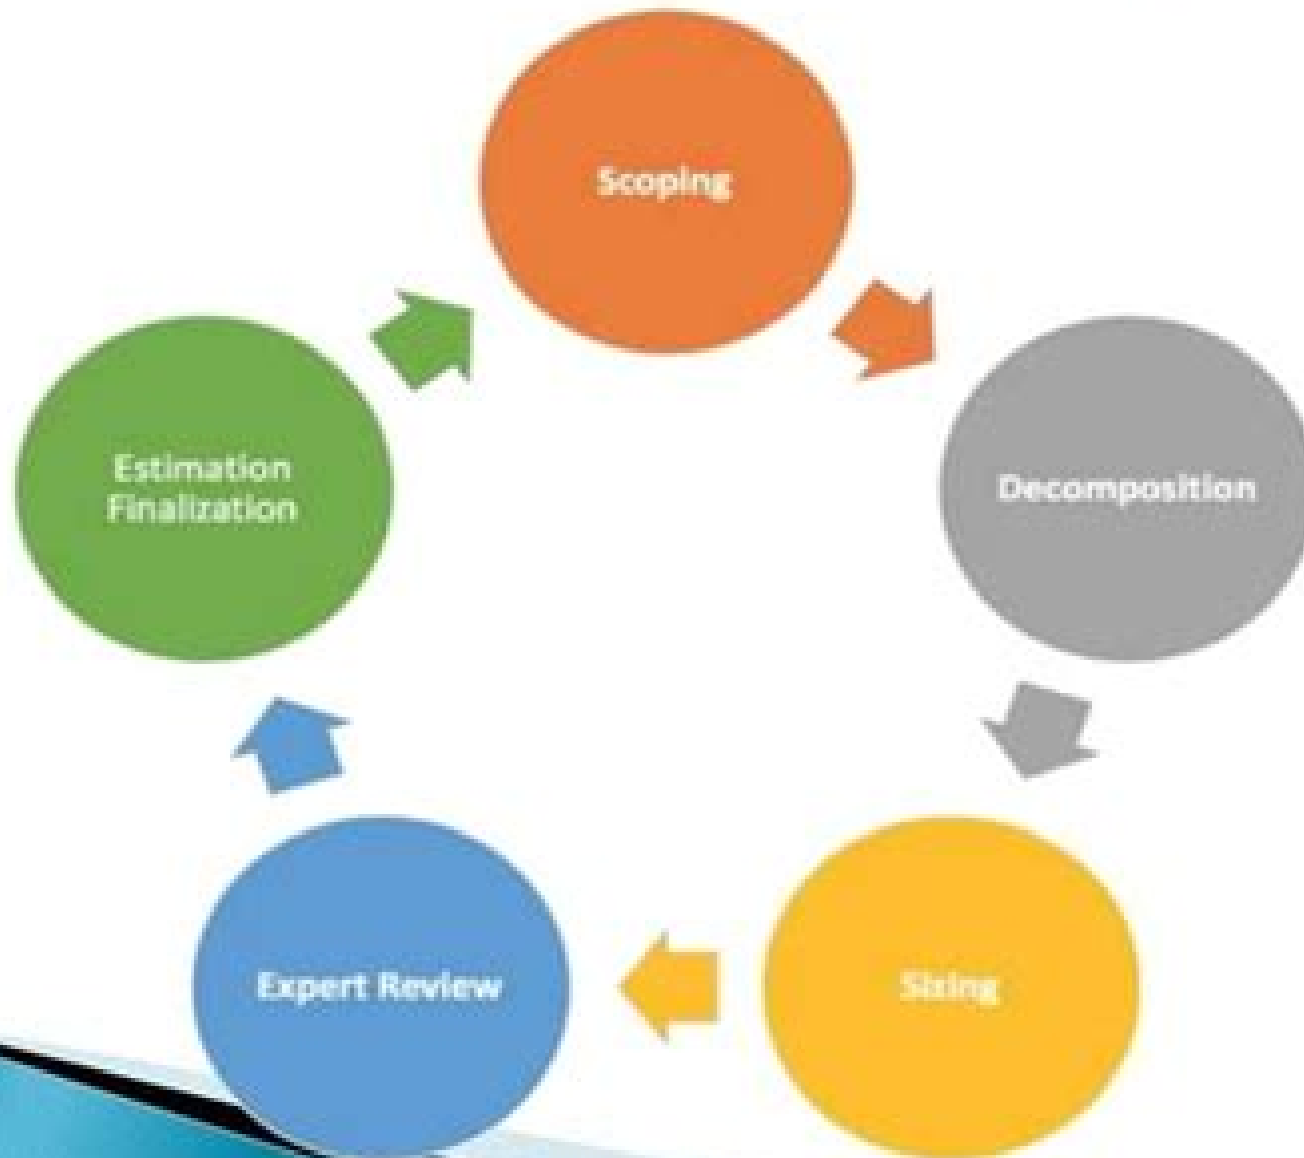 Scoping
Decomposition
Sizing
Expert Review
Estimation
Finalization